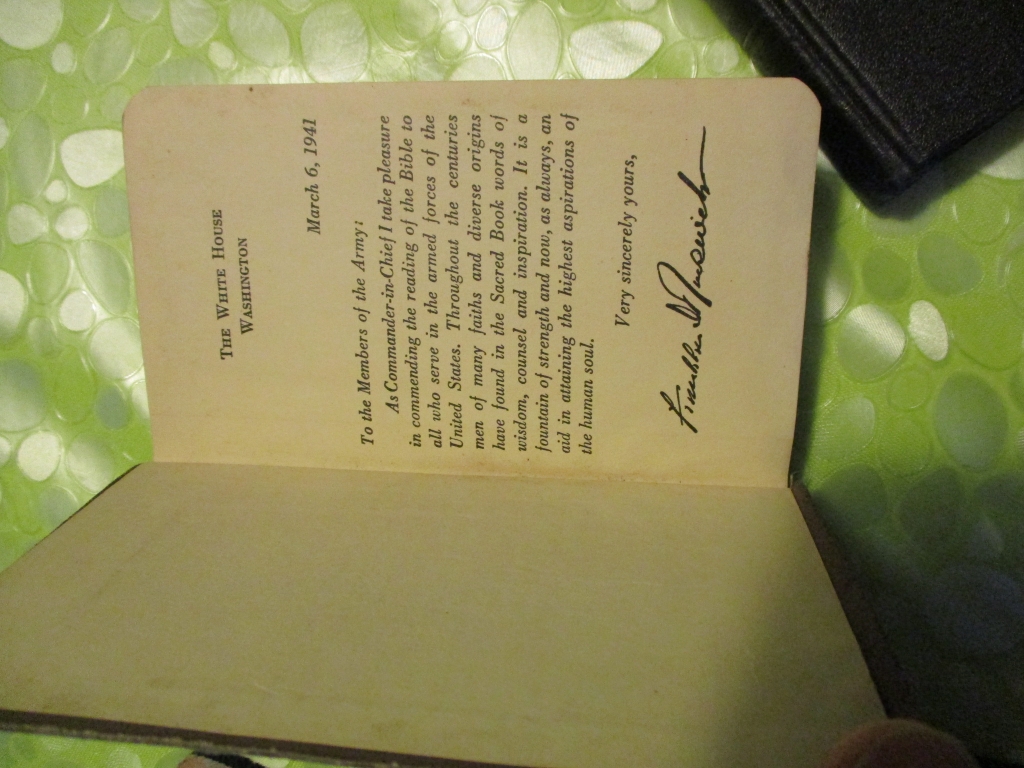 The White House
Washington
March 6, 1941
To the Members of the Army:
As Commander-in-Chief I take pleasure
in commending the reading of the Bible to
all who serve in the armed forces of the
United States. Throughout the centuries
men of many faiths and diverse origins
have found in the Sacred Book words of
wisdom, counsel and inspiration. It is a
fountain of strength and now, as always, an
aid in attaining the highest aspirations of
the human soul.
Very sincerely yours,
Franklin D Roosevelt